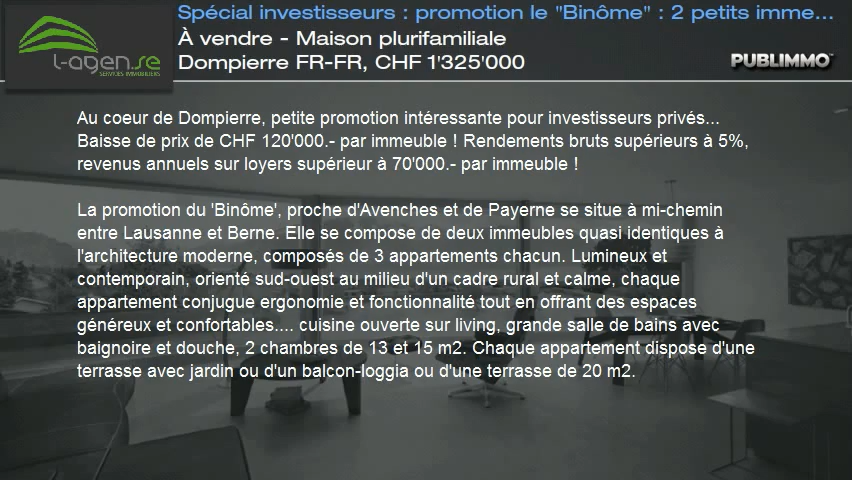 Spécial investisseurs : promotion le "Binôme" : 2 petits imme...
À vendre - Maison plurifamiliale
Dompierre FR-FR, CHF 1'325'000
l-agen.se
SERVICES IMMOBILIERS
PUBLIMMO
Au coeur de Dompierre, petite promotion intéressante pour investisseurs privés...
Baisse de prix de CHF 120'000.- par immeuble ! Rendements bruts supérieurs à 5%,
revenus annuels sur loyers supérieur à 70'000.- par immeuble !
La promotion du 'Binôme', proche d'Avenches et de Payerne se situe à mi-chemin
entre Lausanne et Berne. Elle se compose de deux immeubles quasi identiques à
l'architecture moderne, composés de 3 appartements chacun. Lumineux et
contemporain, orienté sud-ouest au milieu d'un cadre rural et calme, chaque
appartement conjugue ergonomie et fonctionnalité tout en offrant des espaces
généreux et confortables.... cuisine ouverte sur living, grande salle de bains avec
baignoire et douche, 2 chambres de 13 et 15 m2. Chaque appartement dispose d'une
terrasse avec jardin ou d'un balcon-loggia ou d'une terrasse de 20 m2.